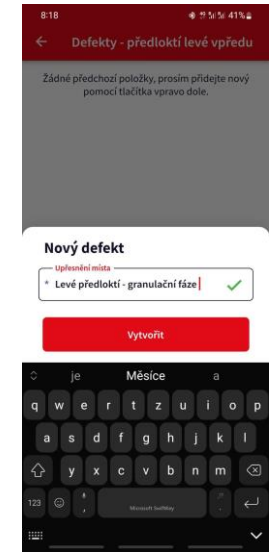 8:18
41%
Defekty - předloktí levé vpředu
Žádné předchozí položky, prosím přidejte nový
pomocí tlačítka vpravo dole.
Nový defekt
Upřesnění místa
* Levé předloktí - granulační fáze
Vytvořit
je Měsíce a
q w e r t z u i o p
a s d f g h j k l
y x c v b n m
123 , Microsoft SwiftKey .